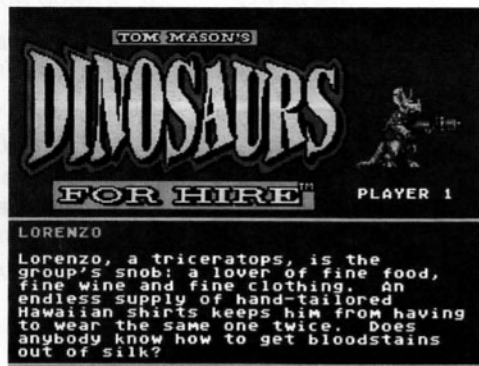 TOM MASON'S
DINOSAURS
FOR HIRE™
PLAYER 1
LORENZO
Lorenzo, a triceratops, is the
group's snob: a lover of fine food,
fine wine and fine clothing. An
endless supply of hand-tailored
Hawaiian shirts keeps him from having
to wear the same one twice. Does
anybody know how to get bloodstains
out of silk?